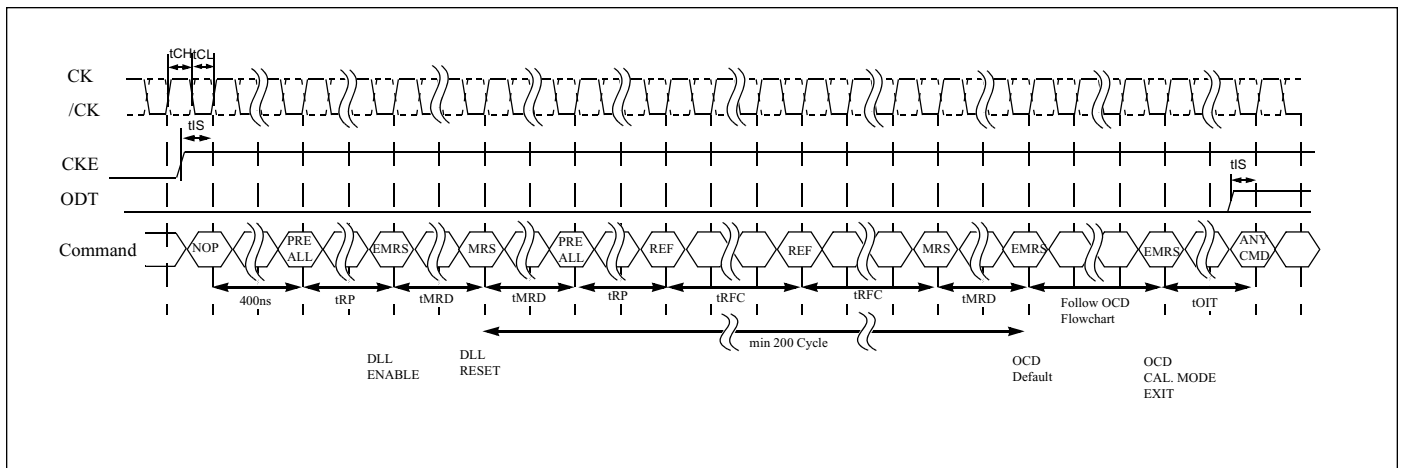 tCH tCL
CK
/CK
tIS
CKE
tIS
ODT
Command
NOP
PRE
ALL
EMRS
MRS
PRE
ALL
REF
REF
MRS
EMRS
EMRS
ANY
CMD
400ns
tRP
tMRD
tMRD
tRP
tRFC
tRFC
tMRD
Follow OCD
Flowchart
tOIT
min 200 Cycle
DLL
ENABLE
DLL
RESET
OCD
Default
OCD
CAL. MODE
EXIT